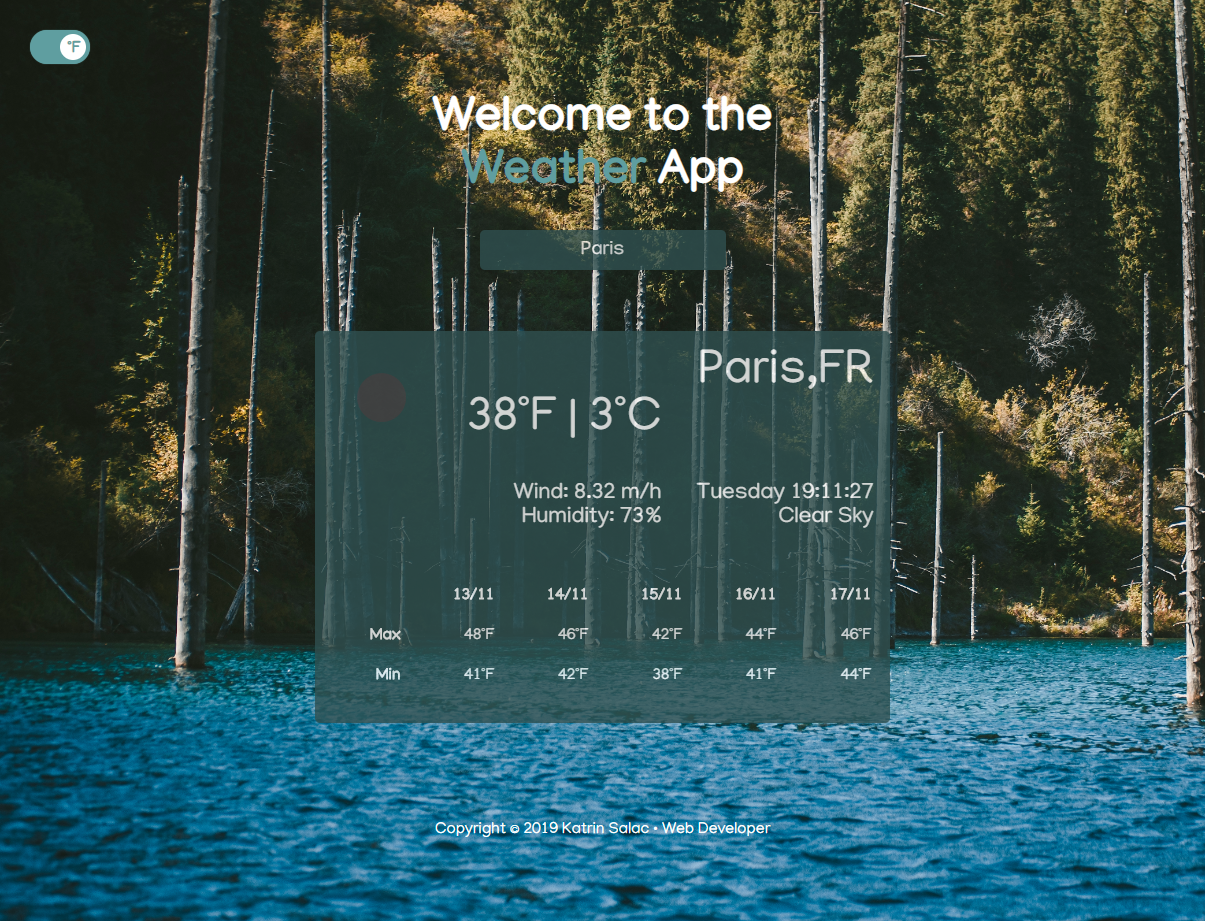 °F
Welcome to the
Weather App
Paris
Paris,FR
38°F | 3°C
Wind: 8.32 m/h
Humidity: 73%
Tuesday 19:11:27
Clear Sky
13/11 14/11 15/11 16/11 17/11
Max 48°F 46°F 42°F 44°F 46°F
Min 41°F 42°F 38°F 41°F 44°F
Copyright © 2019 Katrin Salac • Web Developer